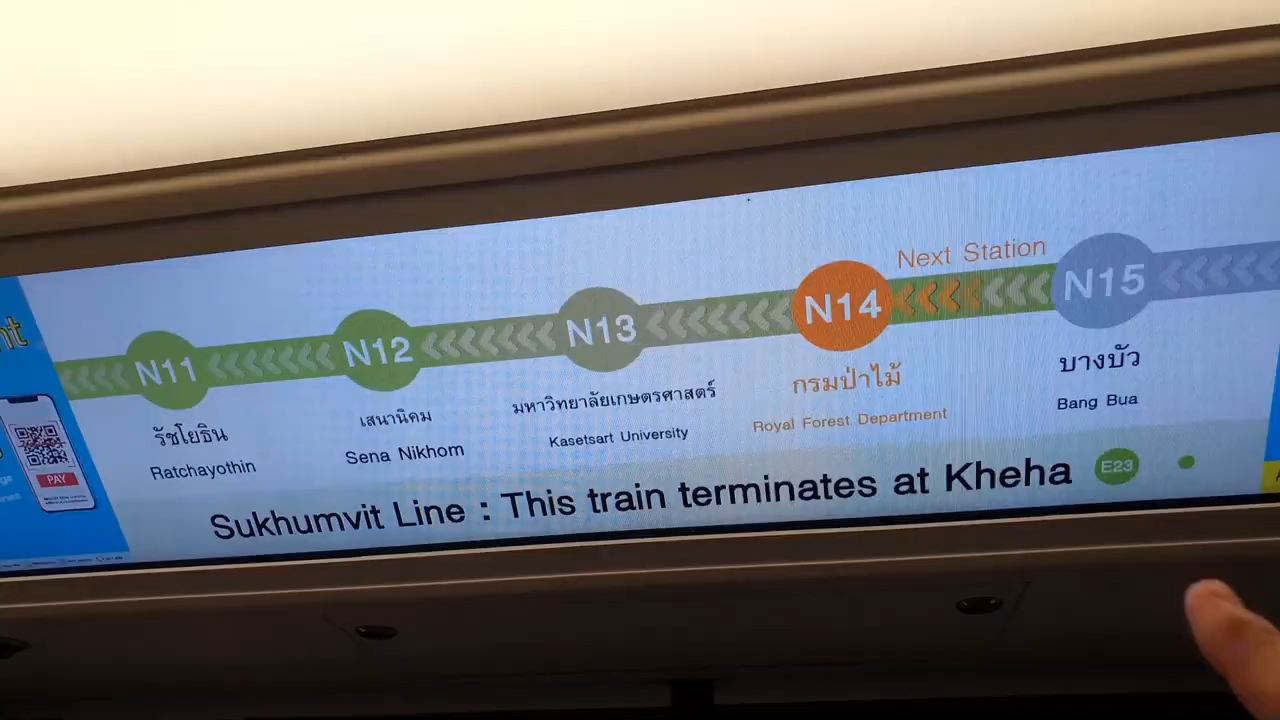 nt
PAY
Next Station
N11
N12
N13
N14
N15
รัชโยธิน
Ratchayothin
เสนานิคม
Sena Nikhom
มหาวิทยาลัยเกษตรศาสตร์
Kasetsart University
กรมป่าไม้
Royal Forest Department
บางบัว
Bang Bua
Sukhumvit Line : This train terminates at Kheha E23